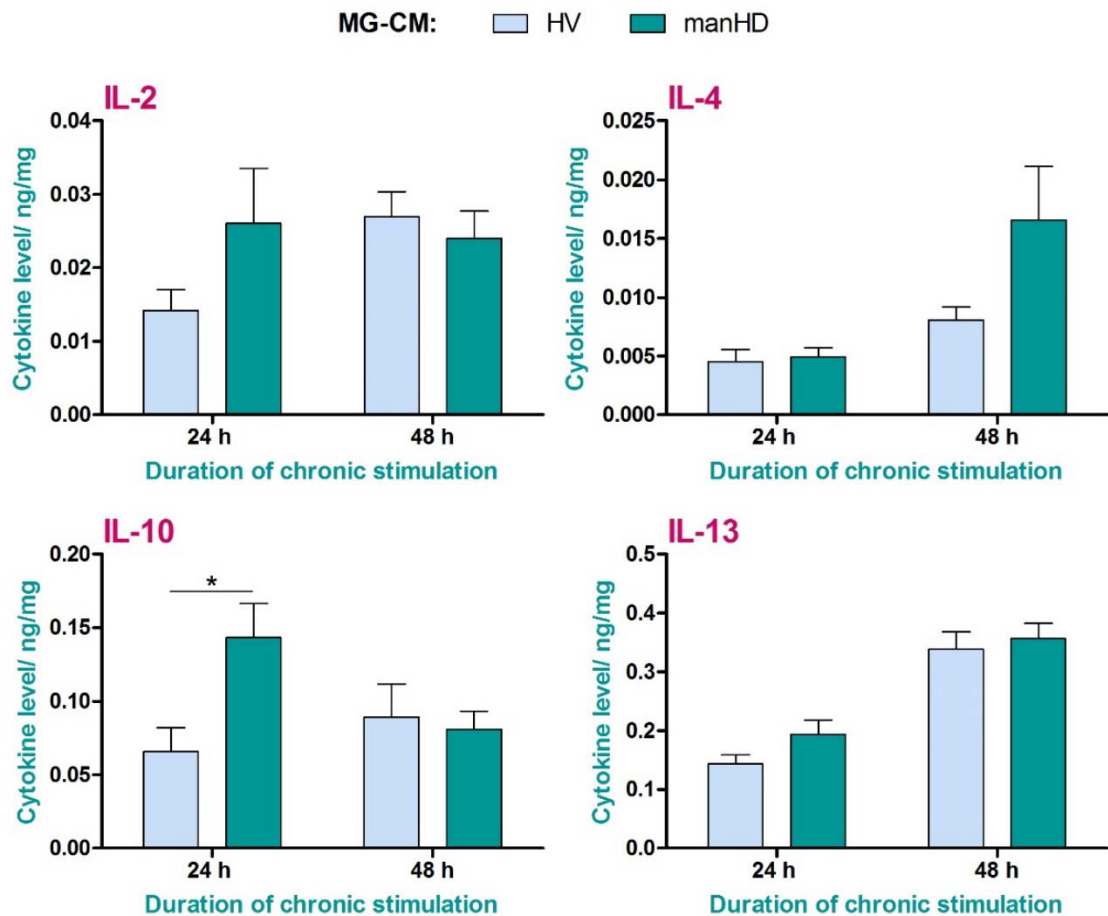 MG-CM: HV manHD
IL-2
Cytokine level/ ng/mg
0.04
0.03
0.02
0.01
0.00
24 h 48 h
Duration of chronic stimulation
IL-4
Cytokine level/ ng/mg
0.025
0.020
0.015
0.010
0.005
0.000
24 h 48 h
Duration of chronic stimulation
IL-10
Cytokine level/ ng/mg
0.20
0.15
0.10
0.05
0.00
*
24 h 48 h
Duration of chronic stimulation
IL-13
Cytokine level/ ng/mg
0.5
0.4
0.3
0.2
0.1
0.0
24 h 48 h
Duration of chronic stimulation